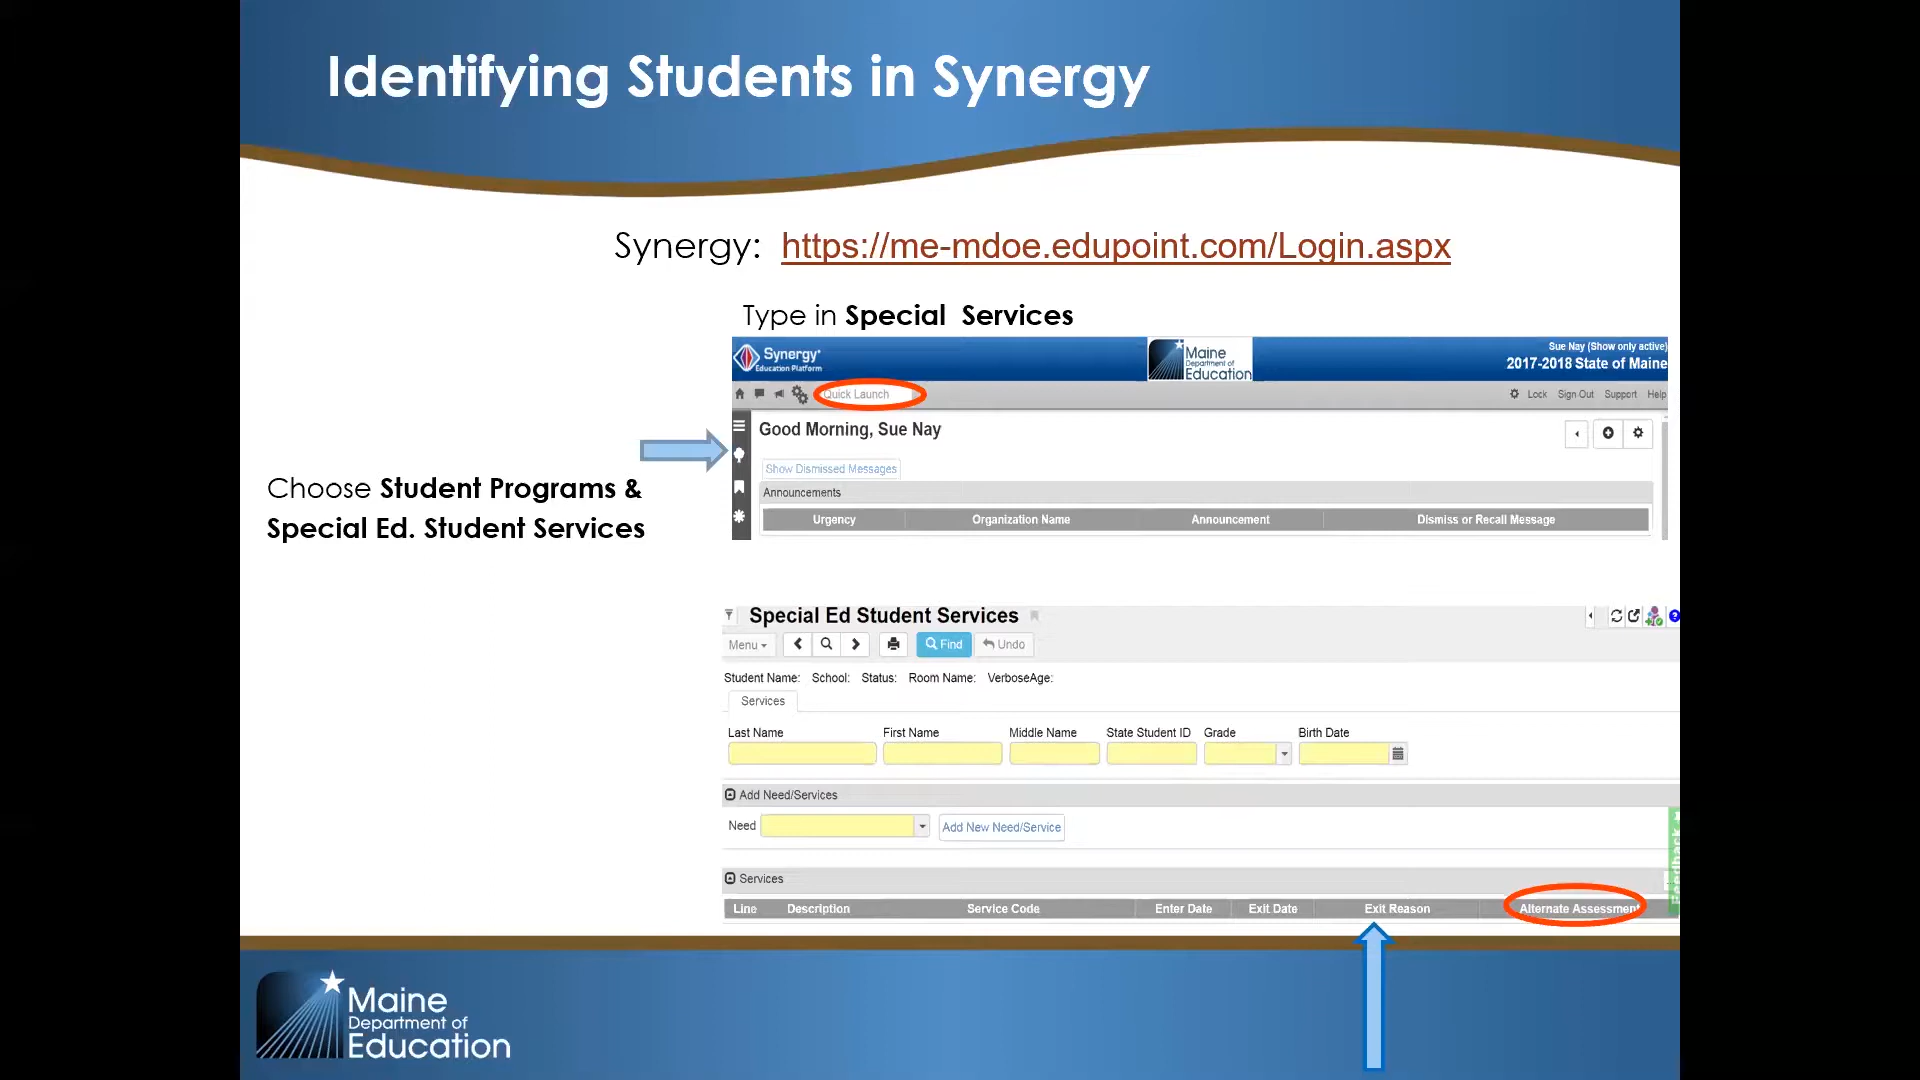 Identifying Students in Synergy
Synergy: https://me-mdoe.edupoint.com/Login.aspx
Type in Special Services
Synergy
Education Platform
Maine
Department of
Education
Sue Nay (Show only active)
2017-2018 State of Maine
Quick Launch
Lock Sign Out Support Help
Good Morning, Sue Nay
Show Dismissed Messages
Announcements
Urgency Organization Name Announcement Dismiss or Recall Message
Choose Student Programs &
Special Ed. Student Services
Special Ed Student Services
Menu Find Undo
Student Name: School: Status: Room Name: VerboseAge:
Services
Last Name First Name Middle Name State Student ID Grade Birth Date
Add Need/Services
Need Add New Need/Service
Feedback
Services
Line Description Service Code Enter Date Exit Date Exit Reason Alternate Assessment
Maine
Department of
Education